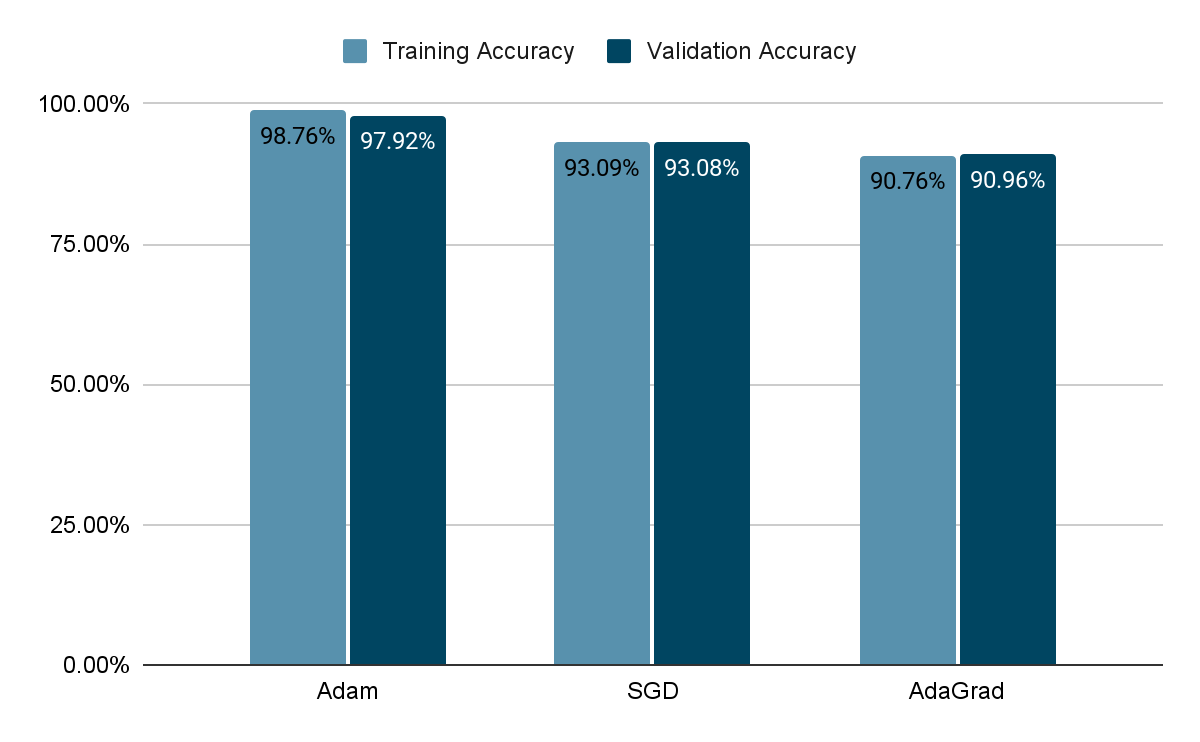 Training Accuracy Validation Accuracy
100.00%
98.76% 97.92% 93.09% 93.08% 90.76% 90.96%
75.00%
50.00%
25.00%
0.00%
Adam SGD AdaGrad